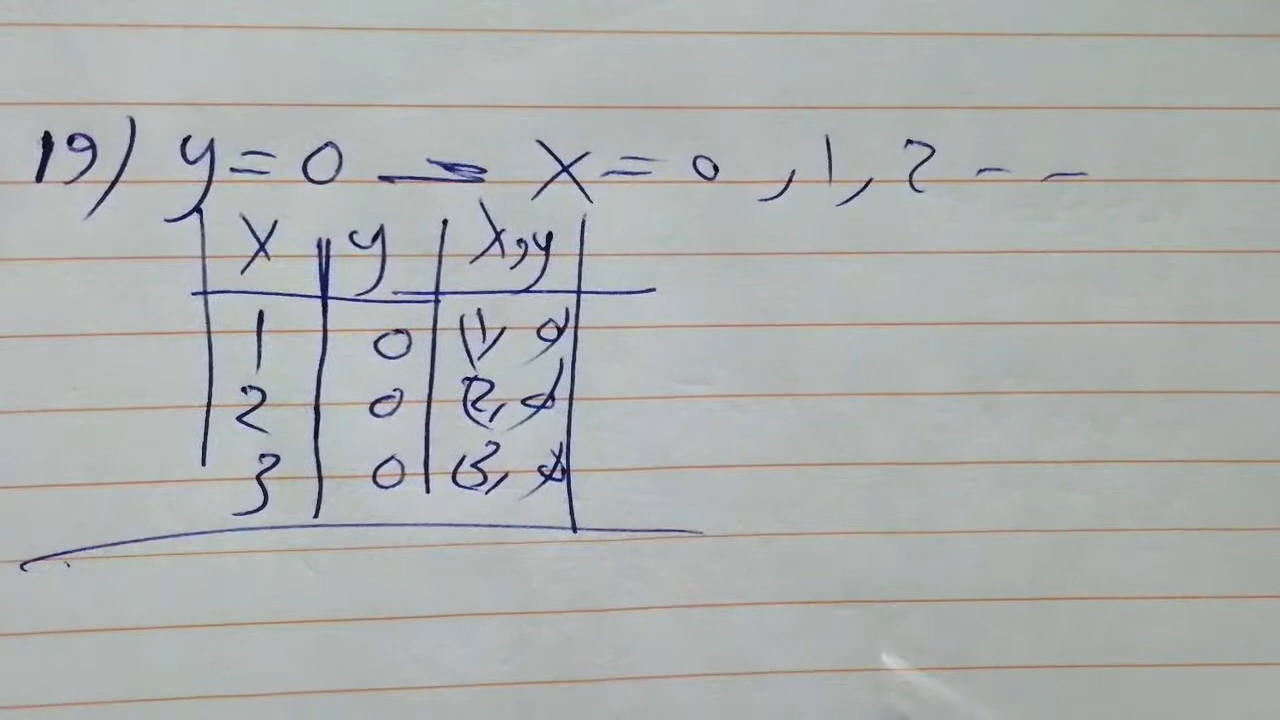 19) y = 0 → x = 0, 1, 2 - -
x | y | x,y
1 | 0 | (1, 0)
2 | 0 | (2, 0)
3 | 0 | (3, 0)